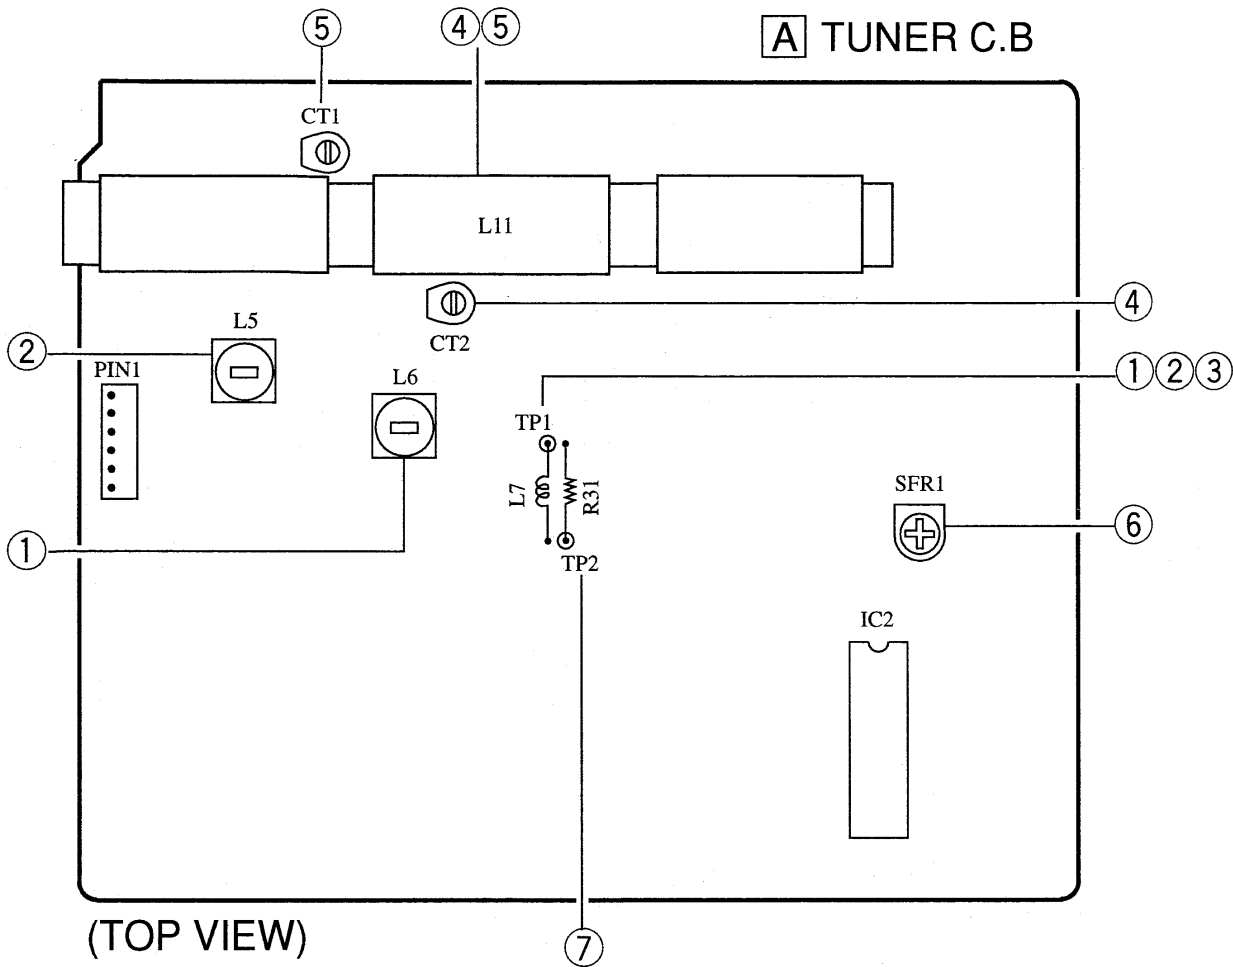 ⑤ ④⑤ A TUNER C.B
CT1
L11
④
CT2
L5
②
PIN1
L6
①②③
TP1
L7
R31
SFR1
⑥
①
TP2
IC2
(TOP VIEW)
⑦